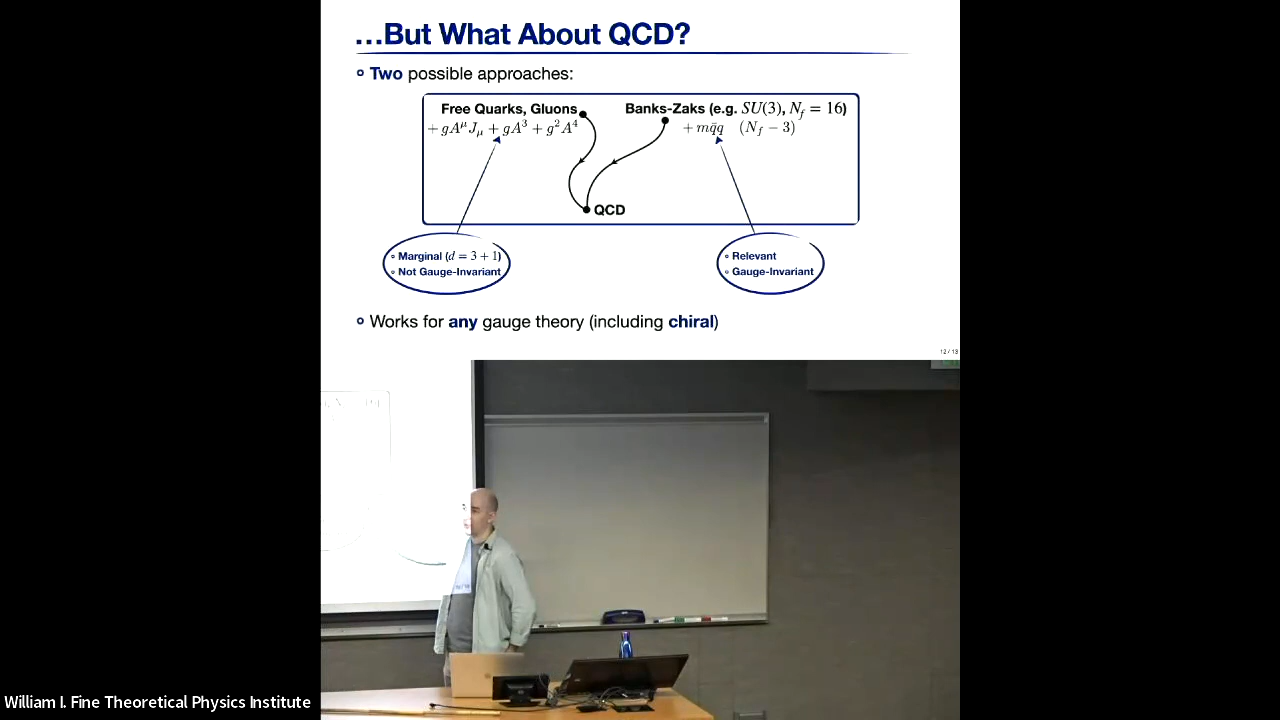 ...But What About QCD?
Two possible approaches:
Free Quarks, Gluons
+ gA^μ J_μ + gA^3 + g^2A^4
Banks-Zaks (e.g. SU(3), N_f = 16)
+ mq̄q (N_f − 3)
QCD
Marginal (d = 3 + 1)
Not Gauge-Invariant
Relevant
Gauge-Invariant
Works for any gauge theory (including chiral)
12 / 13
William I. Fine Theoretical Physics Institute